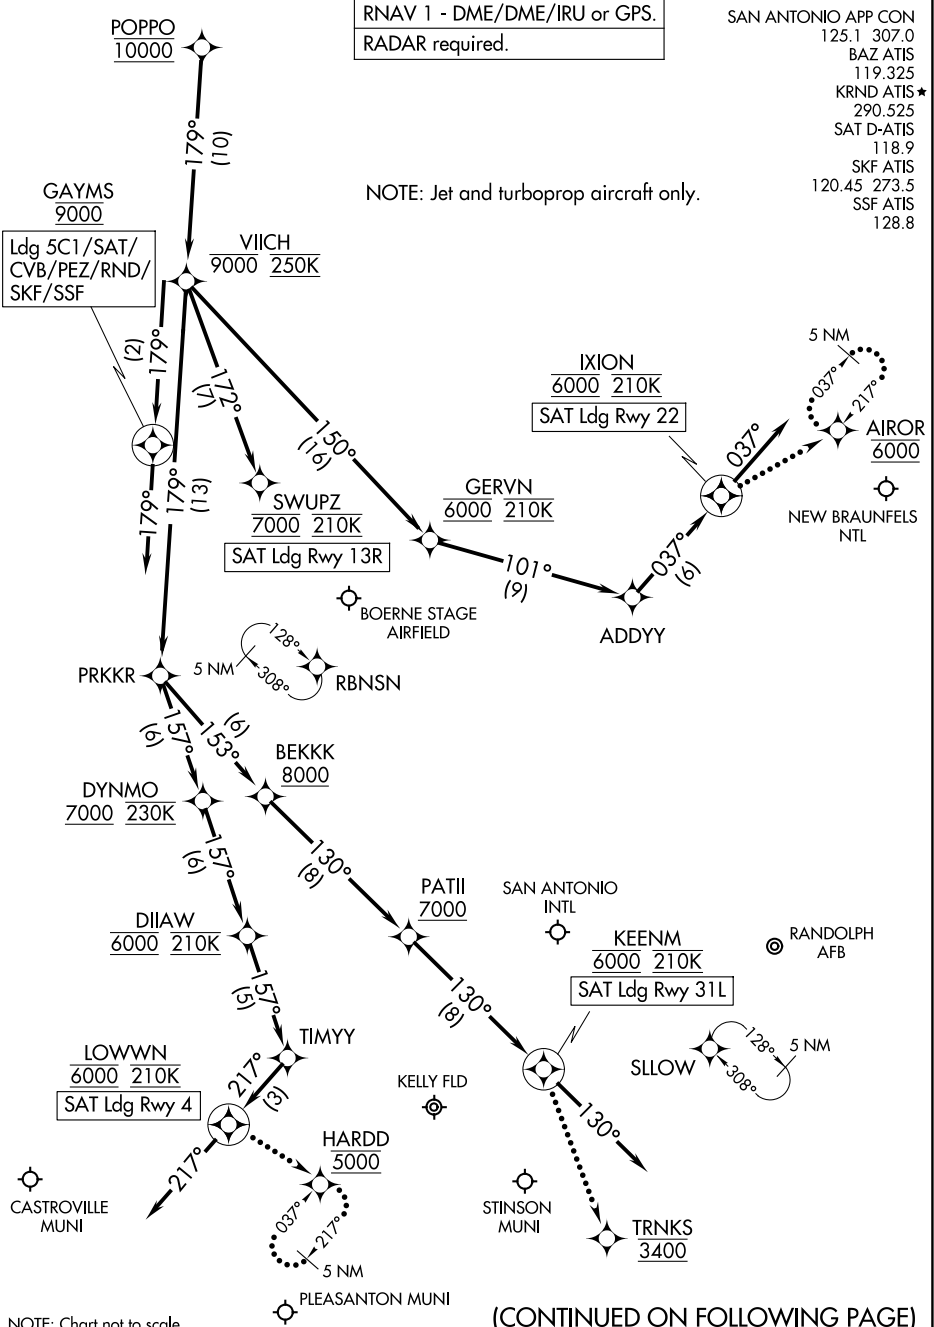 RNAV 1 - DME/DME/IRU or GPS.
RADAR required.
SAN ANTONIO APP CON
125.1 307.0
BAZ ATIS
119.325
KRND ATIS★
290.525
SAT D-ATIS
118.9
SKF ATIS
120.45 273.5
SSF ATIS
128.8
POPPO
10000
179°
(10)
NOTE: Jet and turboprop aircraft only.
GAYMS
9000
Ldg 5C1/SAT/
CVB/PEZ/RND/
SKF/SSF
VIICH
9000 250K
(2)
179°
179°
179°
(13)
172°
(7)
150°
(16)
SWUPZ
7000 210K
SAT Ldg Rwy 13R
GERVN
6000 210K
101°
(9)
ADDYY
037°
(6)
IXION
6000 210K
SAT Ldg Rwy 22
037°
5 NM
037°
217°
AIROR
6000
NEW BRAUNFELS
NTL
BOERNE STAGE
AIRFIELD
PRKKR
5 NM
128°
308°
RBNSN
157°
(6)
153°
(6)
BEKKK
8000
DYNMO
7000 230K
157°
(6)
130°
(8)
DIIAW
6000 210K
PATII
7000
SAN ANTONIO
INTL
KEENM
6000 210K
SAT Ldg Rwy 31L
RANDOLPH
AFB
157°
(5)
130°
(8)
TIMYY
LOWWN
6000 210K
SAT Ldg Rwy 4
217°
(3)
KELLY FLD
SLLOW
128°
308°
5 NM
130°
217°
HARDD
5000
CASTROVILLE
MUNI
037°
217°
5 NM
STINSON
MUNI
TRNKS
3400
PLEASANTON MUNI
(CONTINUED ON FOLLOWING PAGE)
NOTE: Chart not to scale